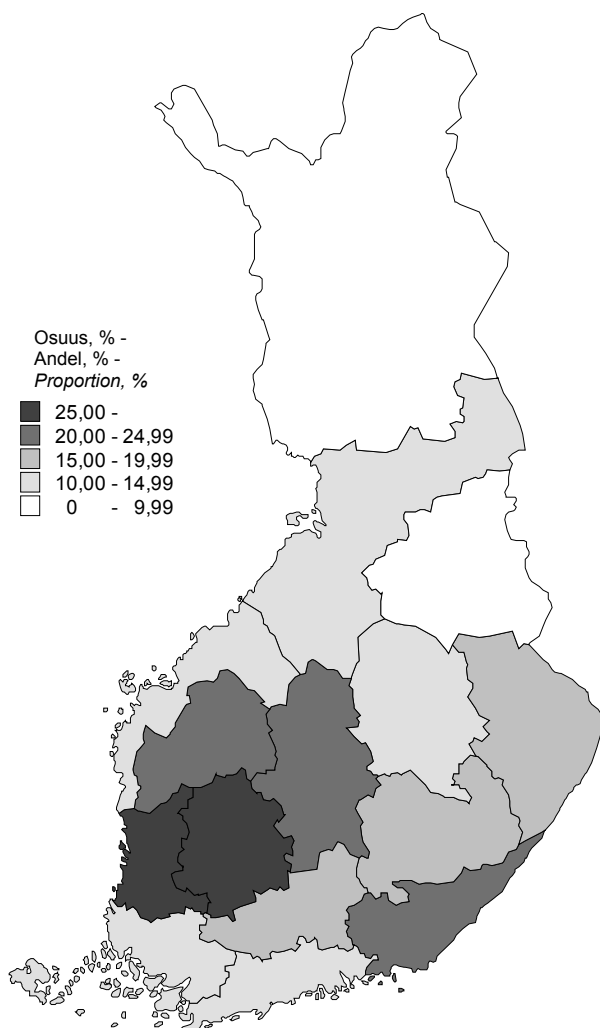 Osuus, % -
Andel, % -
Proportion, %
25,00 -
20,00 - 24,99
15,00 - 19,99
10,00 - 14,99
0 - 9,99